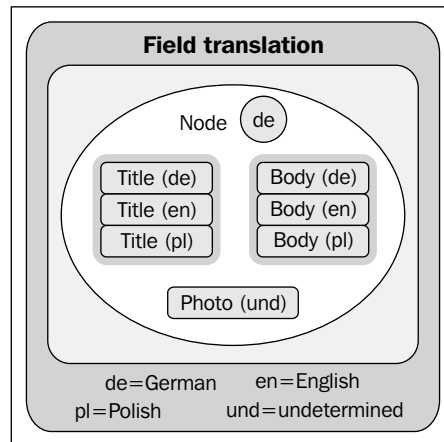 Field translation
Node de
Title (de)
Title (en)
Title (pl)
Body (de)
Body (en)
Body (pl)
Photo (und)
de=German en=English
pl=Polish und=undetermined